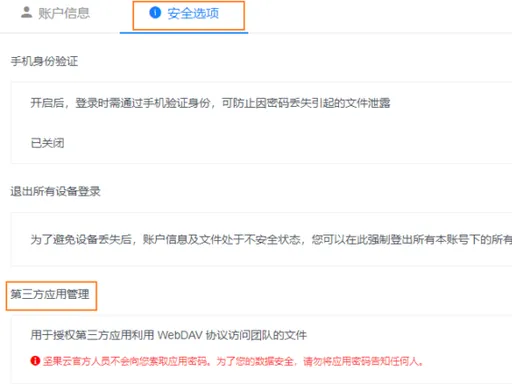 账户信息
安全选项
手机身份验证
开启后，登录时需通过手机验证身份，可防止因密码丢失引起的文件泄露
已关闭
退出所有设备登录
为了避免设备丢失后，账户信息及文件处于不安全状态，您可以在此强制登出所有本账号下的所有
第三方应用管理
用于授权第三方应用利用 WebDAV 协议访问团队的文件
坚果云官方人员不会向您索取应用密码。为了您的数据安全，请勿将应用密码告知任何人。